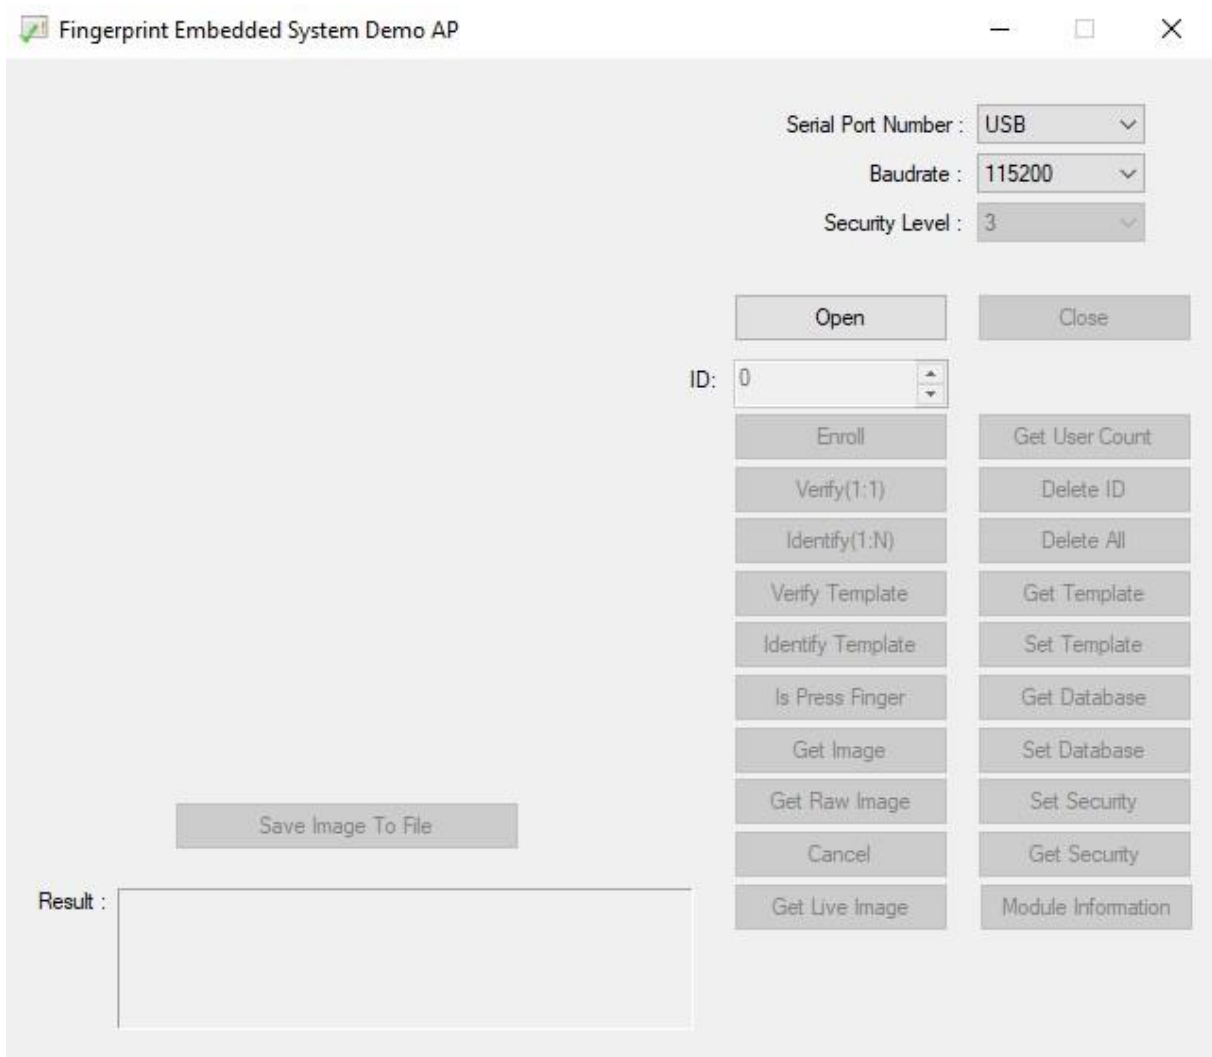 Fingerprint Embedded System Demo AP
Serial Port Number : USB
Baudrate : 115200
Security Level : 3
Open Close
ID: 0
Enroll Get User Count
Verify(1:1) Delete ID
Identify(1:N) Delete All
Verify Template Get Template
Identify Template Set Template
Is Press Finger Get Database
Get Image Set Database
Get Raw Image Set Security
Save Image To File
Cancel Get Security
Result :
Get Live Image Module Information